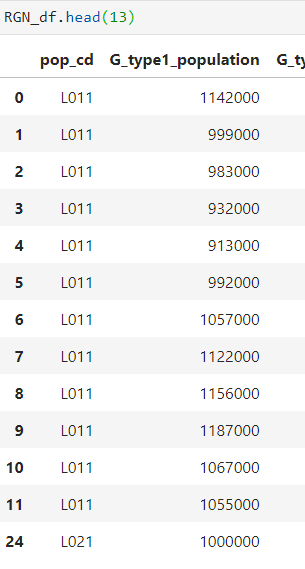 RGN_df.head(13)
pop_cd G_type1_population G_ty
0 L011 1142000
1 L011 999000
2 L011 983000
3 L011 932000
4 L011 913000
5 L011 992000
6 L011 1057000
7 L011 1122000
8 L011 1156000
9 L011 1187000
10 L011 1067000
11 L011 1055000
24 L021 1000000